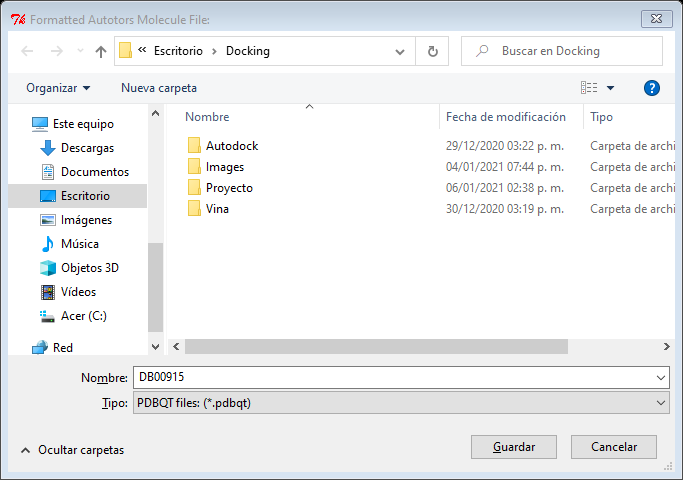 Formatted Autotors Molecule File:
« Escritorio > Docking
Buscar en Docking
Organizar Nueva carpeta
Nombre Fecha de modificación Tipo
Este equipo
Descargas
Documentos
Escritorio
Imágenes
Música
Objetos 3D
Vídeos
Acer (C:)
Red
Autodock 29/12/2020 03:22 p. m. Carpeta de archi
Images 04/01/2021 07:44 p. m. Carpeta de archi
Proyecto 06/01/2021 02:38 p. m. Carpeta de archi
Vina 30/12/2020 03:19 p. m. Carpeta de archi
Nombre: DB00915
Tipo: PDBQT files: (*.pdbqt)
Ocultar carpetas
Guardar Cancelar